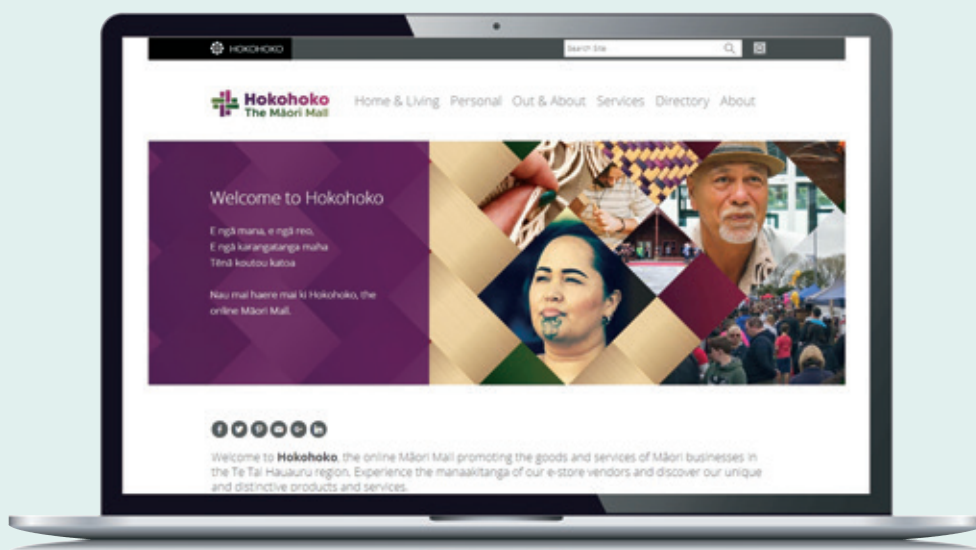 HOKOHOKO
Search Site
Hokohoko
The Māori Mall
Home & Living Personal Out & About Services Directory About
Welcome to Hokohoko
E ngā mana, e ngā reo,
E ngā karangatanga maha
Tēnā koutou katoa
Nau mai haere mai ki Hokohoko, the
online Māori Mall.
Welcome to Hokohoko, the online Māori Mall promoting the goods and services of Māori businesses in
the Te Tai Hauauru region. Experience the manaakitanga of our e-store vendors and discover our unique
and distinctive products and services.